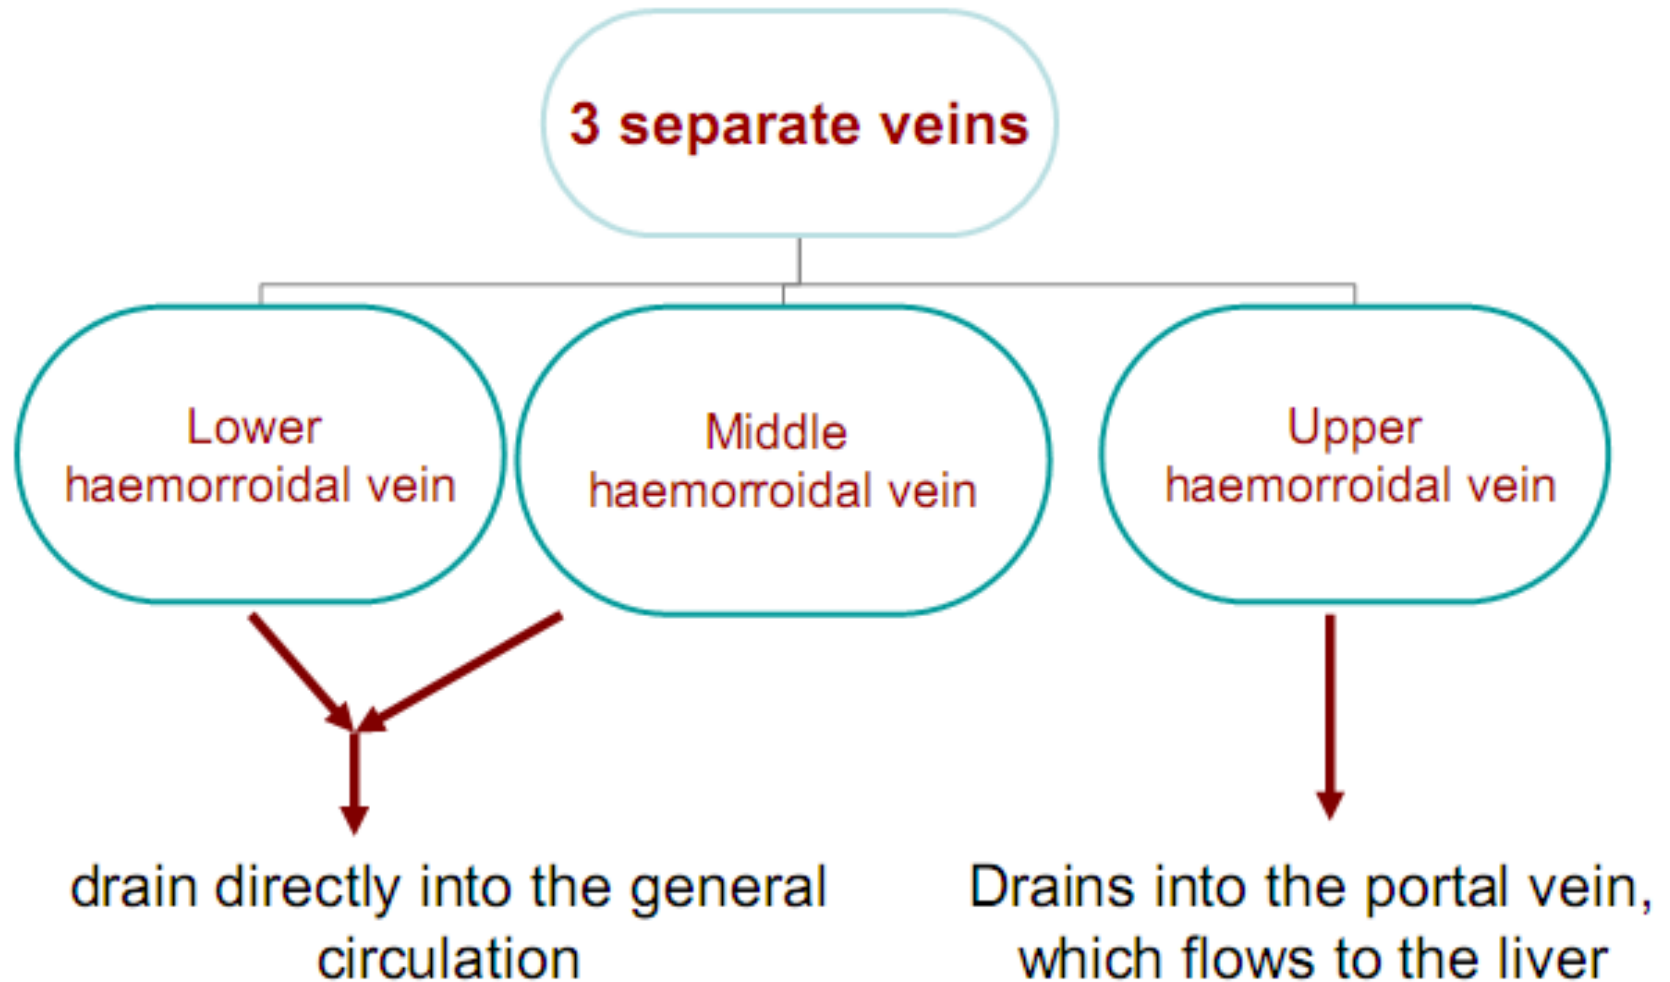 3 separate veins
Lower
haemorroidal vein
Middle
haemorroidal vein
Upper
haemorroidal vein
drain directly into the general
circulation
Drains into the portal vein,
which flows to the liver